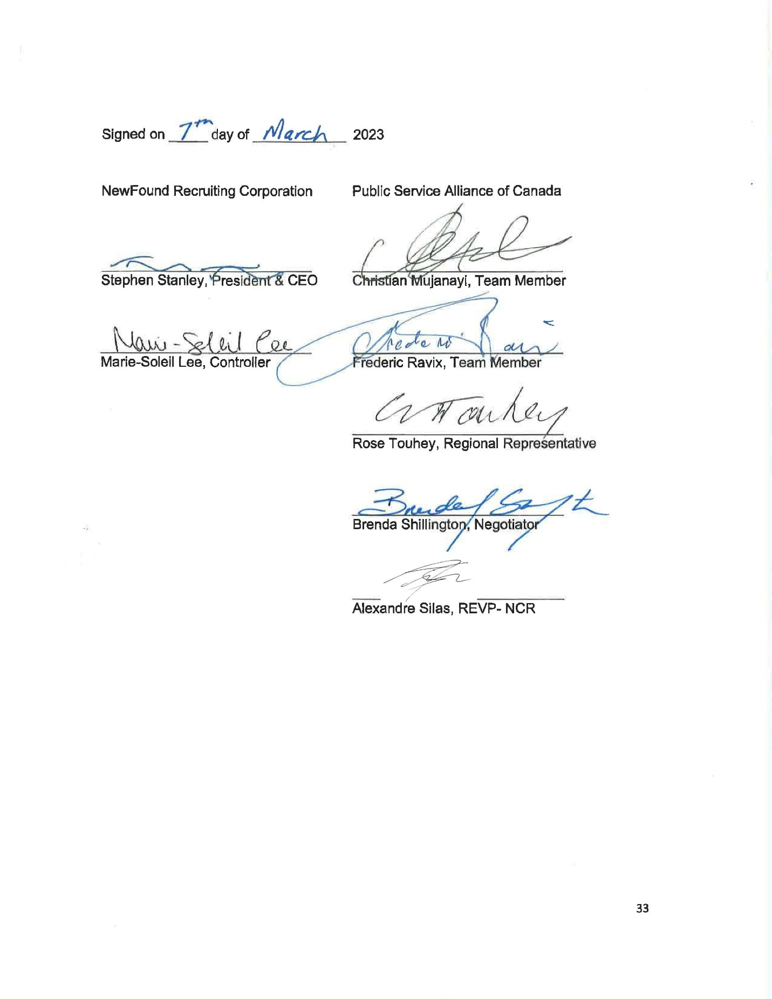 Signed on 7th day of March 2023
NewFound Recruiting Corporation
Public Service Alliance of Canada
Stephen Stanley, President & CEO
Christian Mujanayi, Team Member
Marie-Soleil Lee
Marie-Soleil Lee, Controller
Frederic Ravix, Team Member
Touhey
Rose Touhey, Regional Representative
Brenda Shillington, Negotiator
Alexandre Silas, REVP- NCR
33